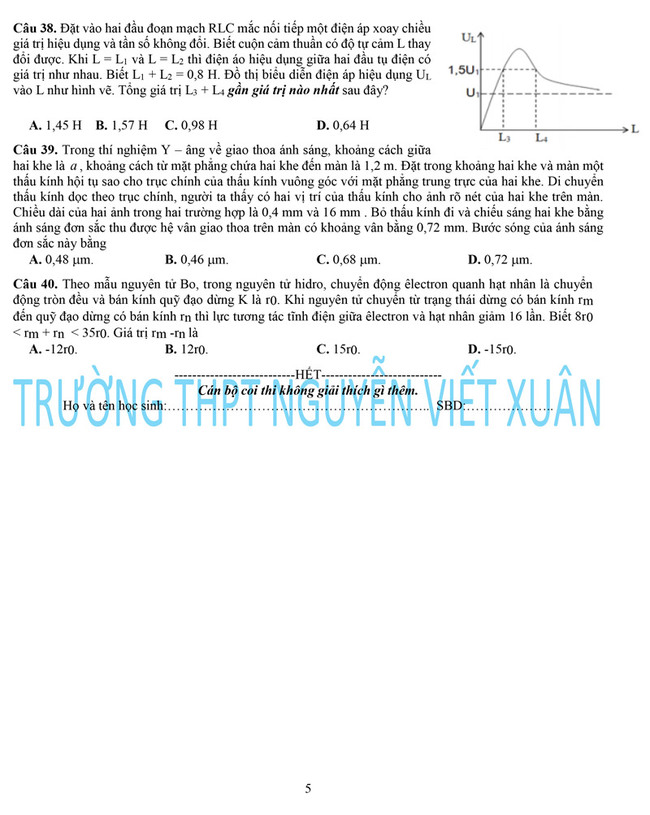 Câu 38. Đặt vào hai đầu đoạn mạch RLC mắc nối tiếp một điện áp xoay chiều
giá trị hiệu dụng và tần số không đổi. Biết cuộn cảm thuần có độ tự cảm L thay
đổi được. Khi L = L1 và L = L2 thì điện áo hiệu dụng giữa hai đầu tụ điện có
giá trị như nhau. Biết L1 + L2 = 0,8 H. Đồ thị biểu diễn điện áp hiệu dụng UL
vào L như hình vẽ. Tổng giá trị L3 + L4 gần giá trị nào nhất sau đây?
UL
1,5U1
U1
L3
L4
L
A. 1,45 H B. 1,57 H C. 0,98 H D. 0,64 H
Câu 39. Trong thí nghiệm Y – âng về giao thoa ánh sáng, khoảng cách giữa
hai khe là a , khoảng cách từ mặt phẳng chứa hai khe đến màn là 1,2 m. Đặt trong khoảng hai khe và màn một
thấu kính hội tụ sao cho trục chính của thấu kính vuông góc với mặt phẳng trung trực của hai khe. Di chuyển
thấu kính dọc theo trục chính, người ta thấy có hai vị trí của thấu kính cho ảnh rõ nét của hai khe trên màn.
Chiều dài của hai ảnh trong hai trường hợp là 0,4 mm và 16 mm . Bỏ thấu kính đi và chiếu sáng hai khe bằng
ánh sáng đơn sắc thu được hệ vân giao thoa trên màn có khoảng vân bằng 0,72 mm. Bước sóng của ánh sáng
đơn sắc này bằng
A. 0,48 μm. B. 0,46 μm. C. 0,68 μm. D. 0,72 μm.
Câu 40. Theo mẫu nguyên tử Bo, trong nguyên tử hidro, chuyển động êlectron quanh hạt nhân là chuyển
động tròn đều và bán kính quỹ đạo dừng K là r0. Khi nguyên tử chuyển từ trạng thái dừng có bán kính rm
đến quỹ đạo dừng có bán kính rn thì lực tương tác tĩnh điện giữa êlectron và hạt nhân giảm 16 lần. Biết 8r0
< rm + rn < 35r0. Giá trị rm -rn là
A. -12r0. B. 12r0. C. 15r0. D. -15r0.
----------------------------HẾT----------------------------
Cán bộ coi thi không giải thích gì thêm.
Họ và tên học sinh:…………………………………………… SBD:……………
TRƯỜNG THPT NGUYỄN VIẾT XUÂN
5